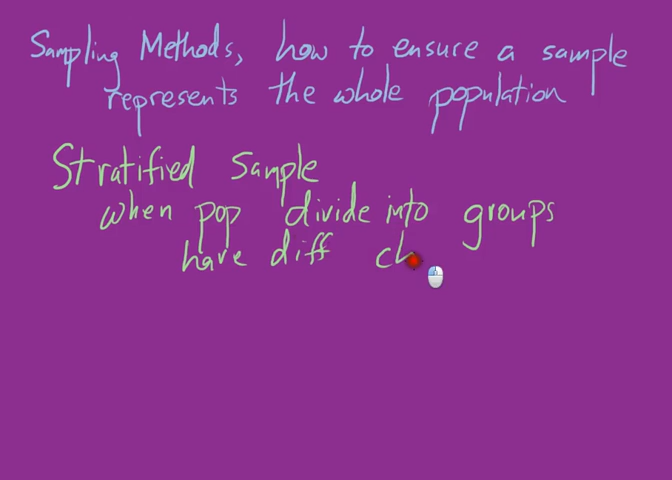 Sampling Methods, how to ensure a sample
represents the whole population
Stratified Sample
when pop divide into groups
have diff ch